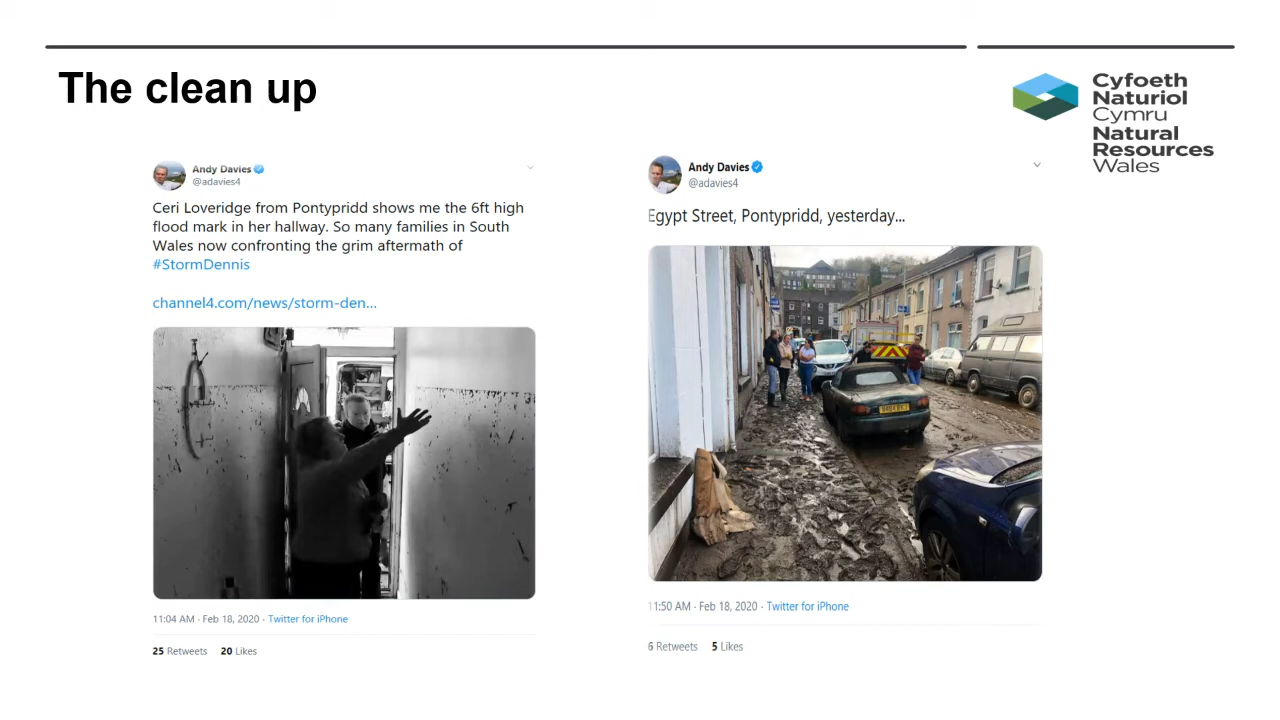 The clean up
Cyfoeth
Naturiol
Cymru
Natural
Resources
Wales
Andy Davies
@adavies4
Ceri Loveridge from Pontypridd shows me the 6ft high
flood mark in her hallway. So many families in South
Wales now confronting the grim aftermath of
#StormDennis
channel4.com/news/storm-den...
11:04 AM · Feb 18, 2020 · Twitter for iPhone
25 Retweets 20 Likes
Andy Davies
@adavies4
Egypt Street, Pontypridd, yesterday...
11:50 AM · Feb 18, 2020 · Twitter for iPhone
6 Retweets 5 Likes